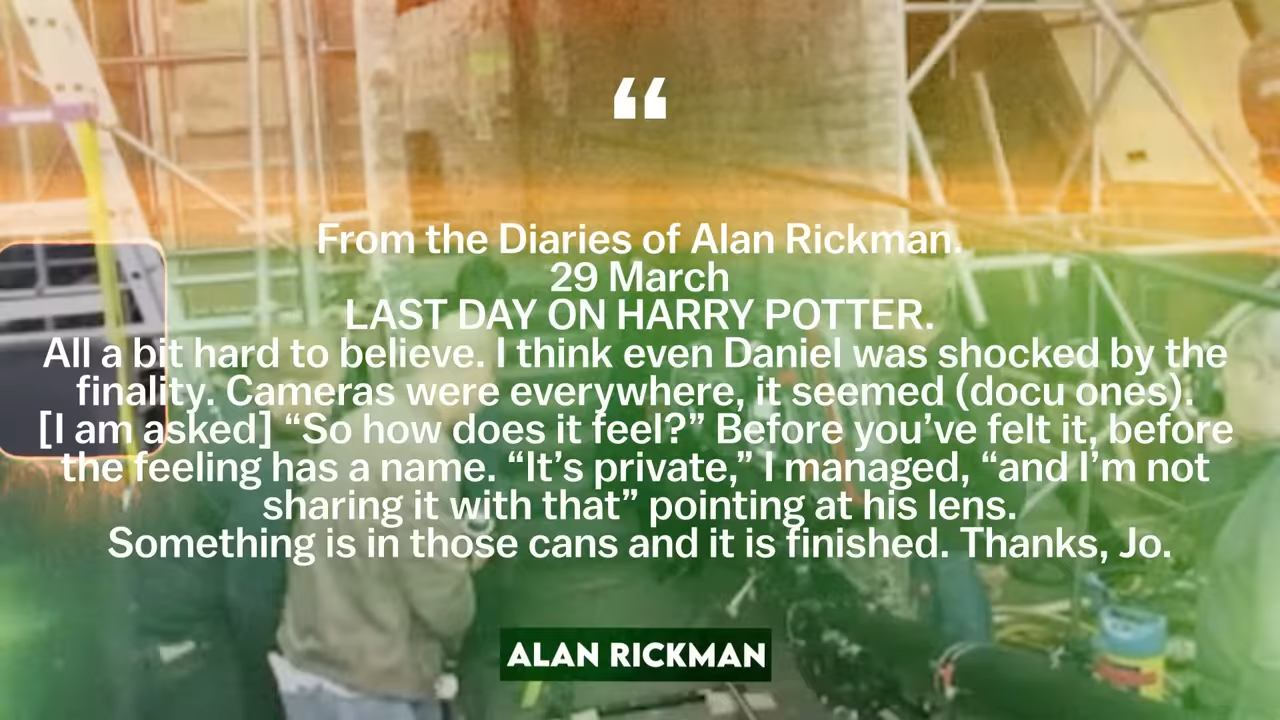 “
From the Diaries of Alan Rickman.
29 March
LAST DAY ON HARRY POTTER.
All a bit hard to believe. I think even Daniel was shocked by the
finality. Cameras were everywhere, it seemed (docu ones).
[I am asked] “So how does it feel?” Before you’ve felt it, before
the feeling has a name. “It’s private,” I managed, “and I’m not
sharing it with that” pointing at his lens.
Something is in those cans and it is finished. Thanks, Jo.
ALAN RICKMAN